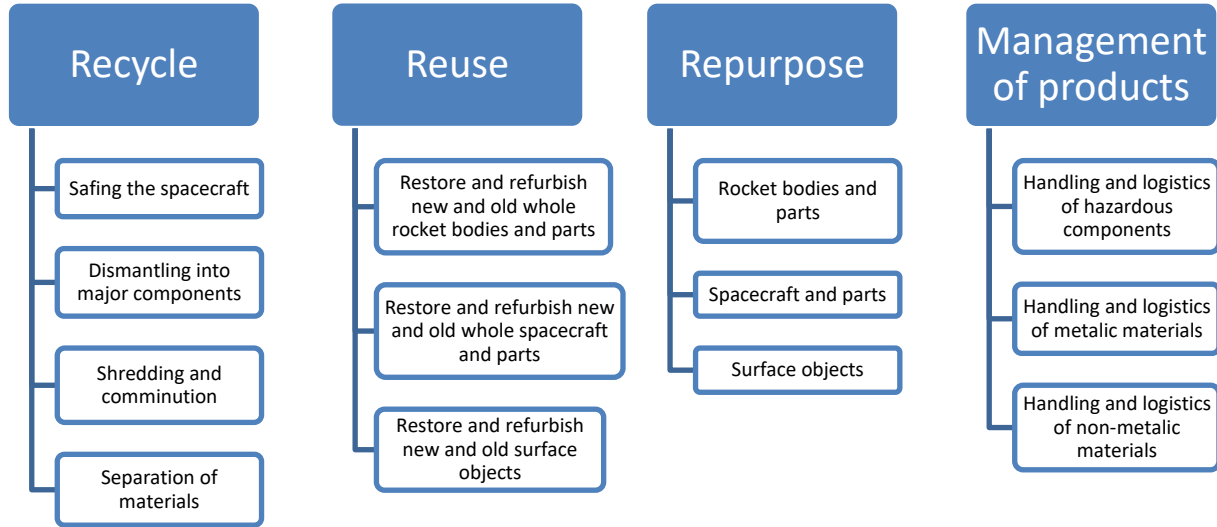 Recycle
Safing the spacecraft
Dismantling into
major components
Shredding and
comminution
Separation of
materials
Reuse
Restore and refurbish
new and old whole
rocket bodies and parts
Restore and refurbish new
and old whole spacecraft
and parts
Restore and refurbish
new and old surface
objects
Repurpose
Rocket bodies and
parts
Spacecraft and parts
Surface objects
Management
of products
Handling and logistics
of hazardous
components
Handling and logistics
of metalic materials
Handling and logistics
of non-metalic
materials